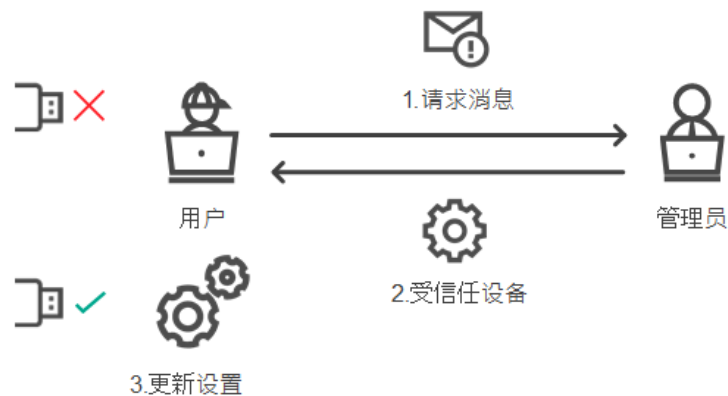 1.请求消息
用户
管理员
2.受信任设备
3.更新设置